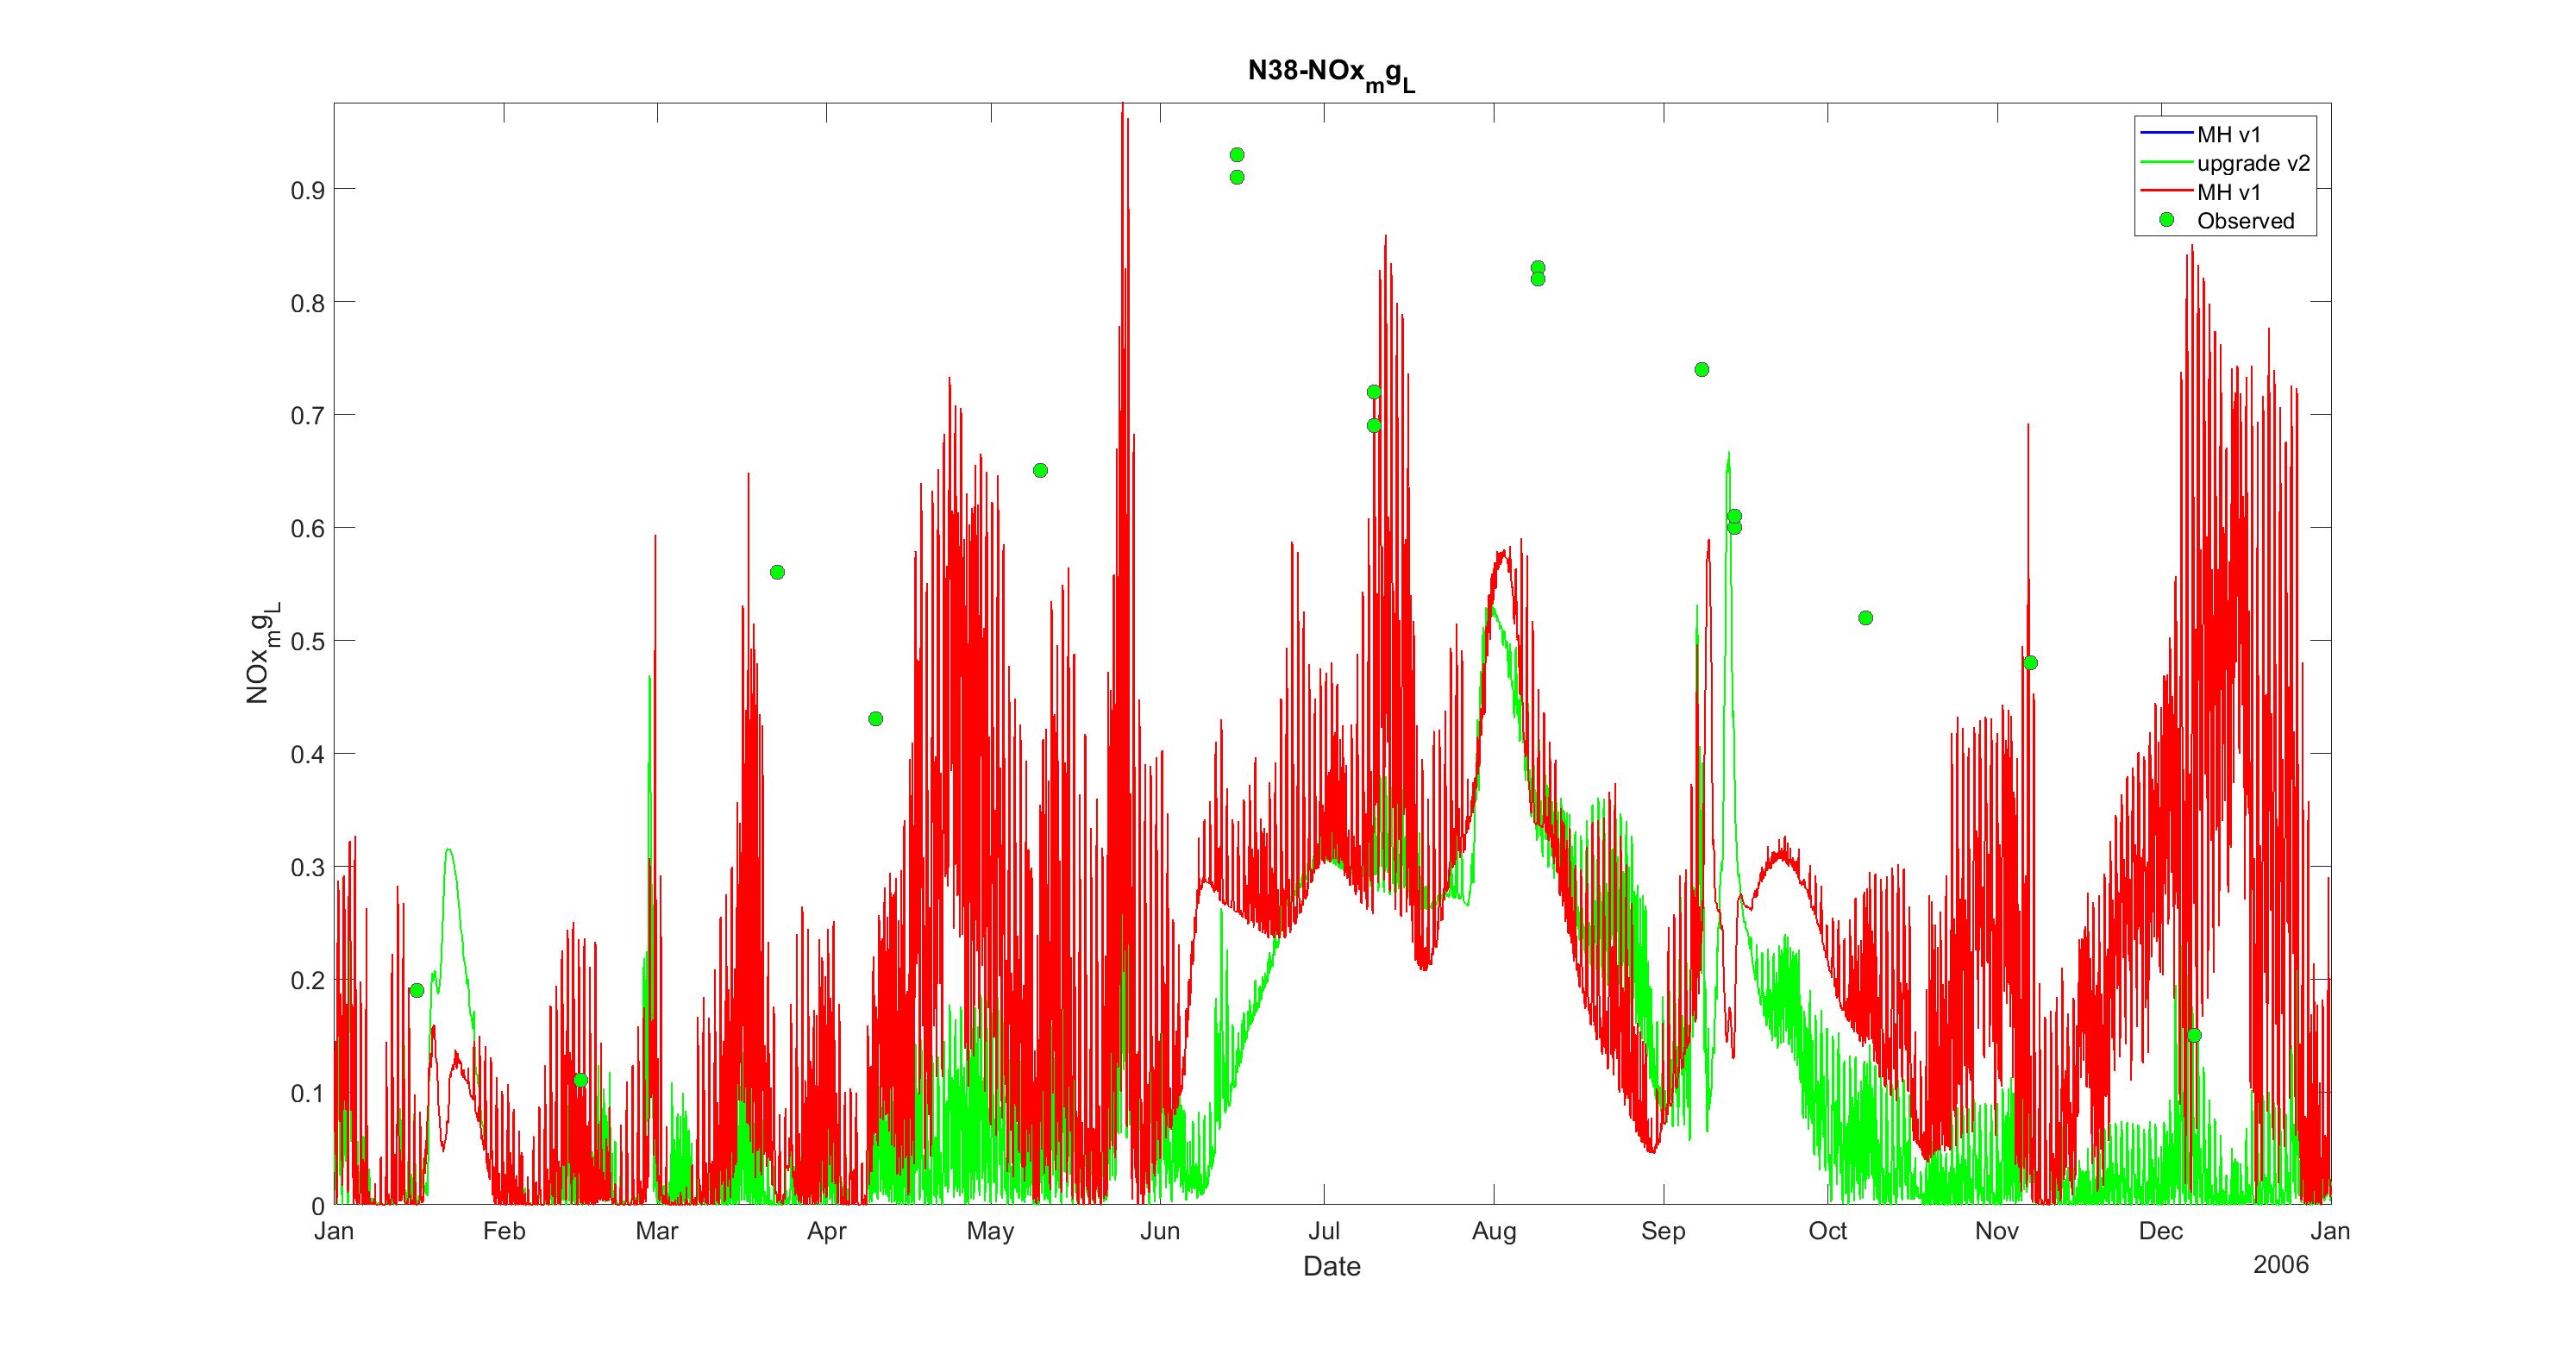 N38-NOxmgL
MH v1
upgrade v2
MH v1
Observed
NOxmgL
0.9
0.8
0.7
0.6
0.5
0.4
0.3
0.2
0.1
0
Jan Feb Mar Apr May Jun Jul Aug Sep Oct Nov Dec Jan
Date
2006